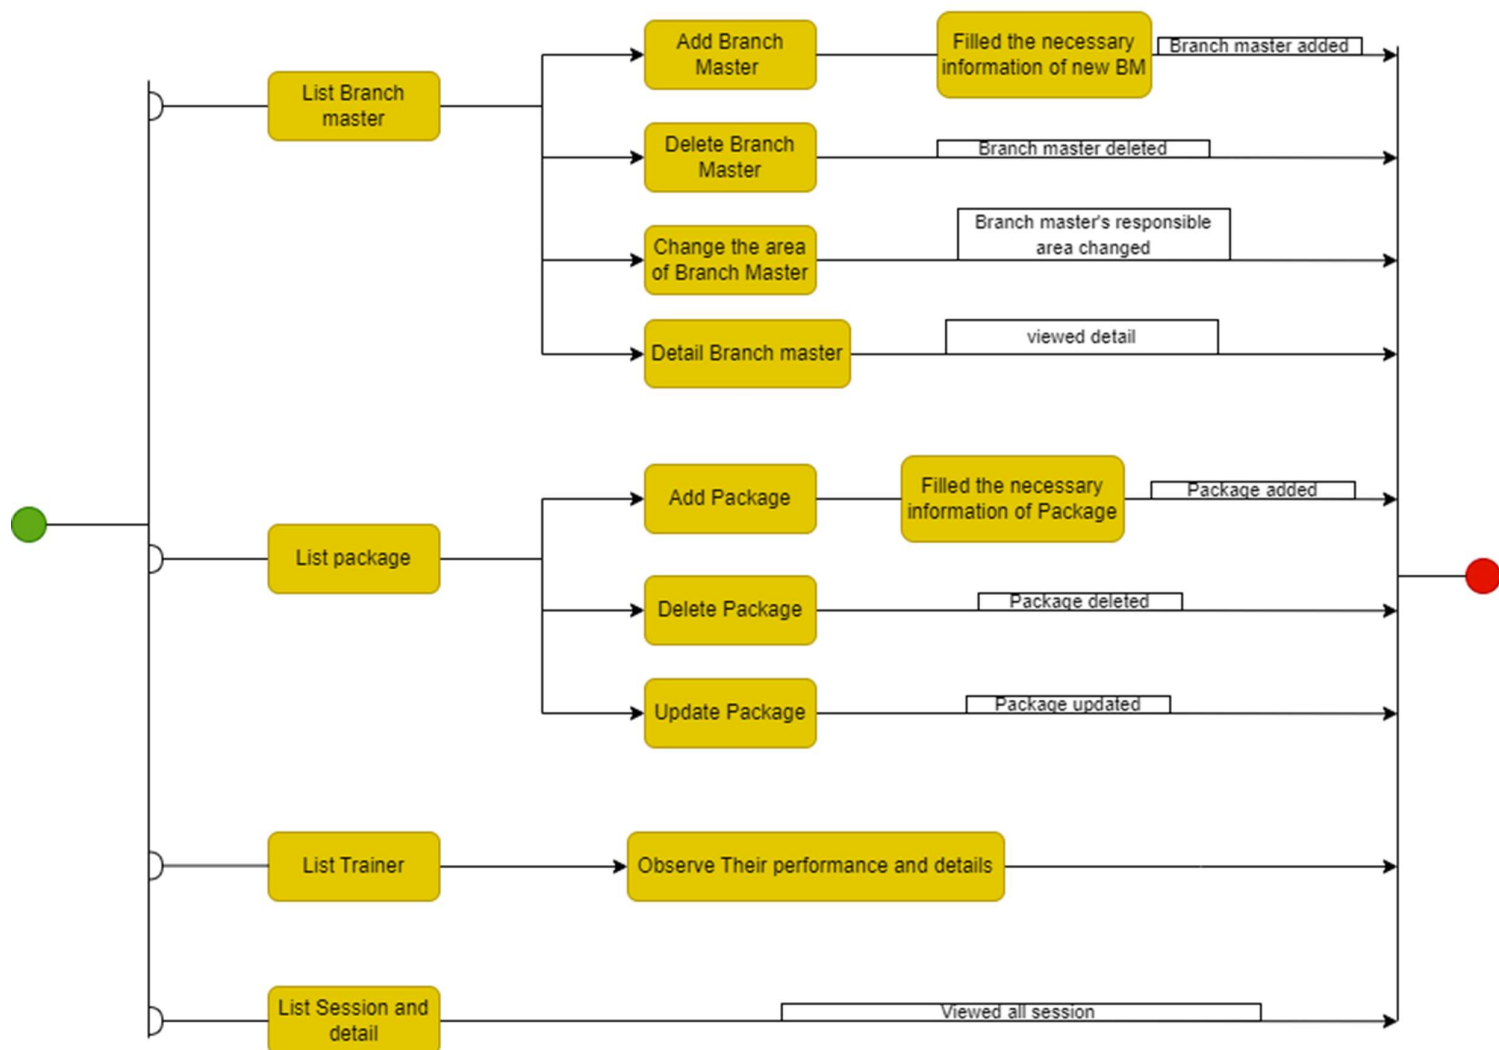 List Branch
master
Add Branch
Master
Filled the necessary
information of new BM
Branch master added
Delete Branch
Master
Branch master deleted
Change the area
of Branch Master
Branch master's responsible
area changed
Detail Branch master
viewed detail
List package
Add Package
Filled the necessary
information of Package
Package added
Delete Package
Package deleted
Update Package
Package updated
List Trainer
Observe Their performance and details
List Session and
detail
Viewed all session